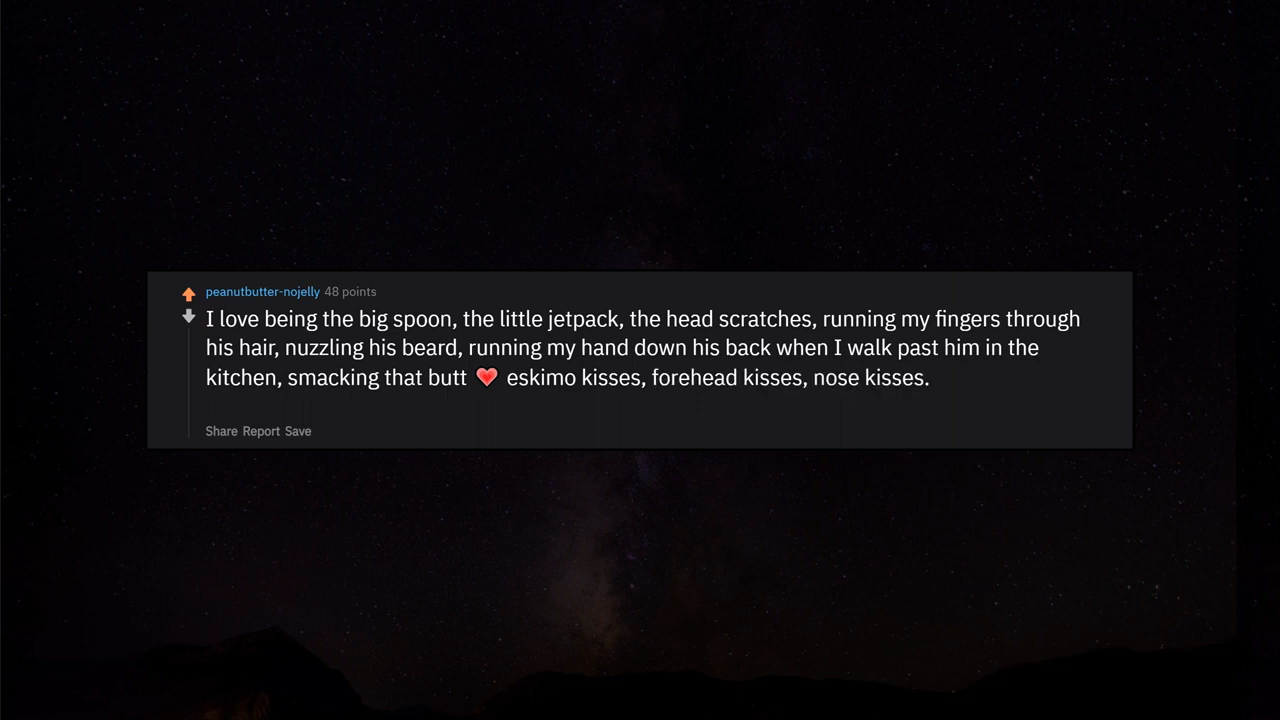 peanutbutter-nojelly 48 points
I love being the big spoon, the little jetpack, the head scratches, running my fingers through
his hair, nuzzling his beard, running my hand down his back when I walk past him in the
kitchen, smacking that butt ❤️ eskimo kisses, forehead kisses, nose kisses.
Share Report Save